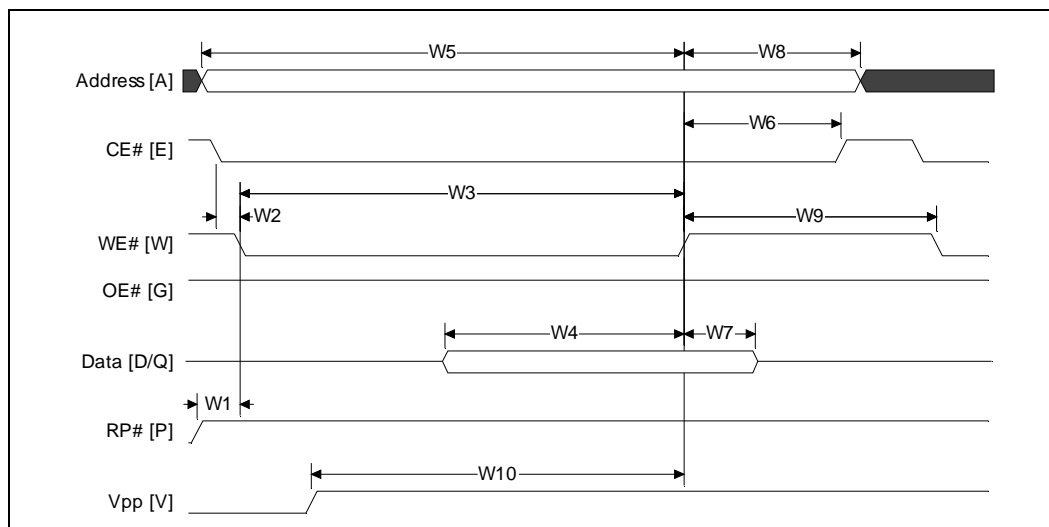 W5
W8
Address [A]
W6
CE# [E]
W3
W2
W9
WE# [W]
OE# [G]
W4
W7
Data [D/Q]
W1
RP# [P]
W10
Vpp [V]